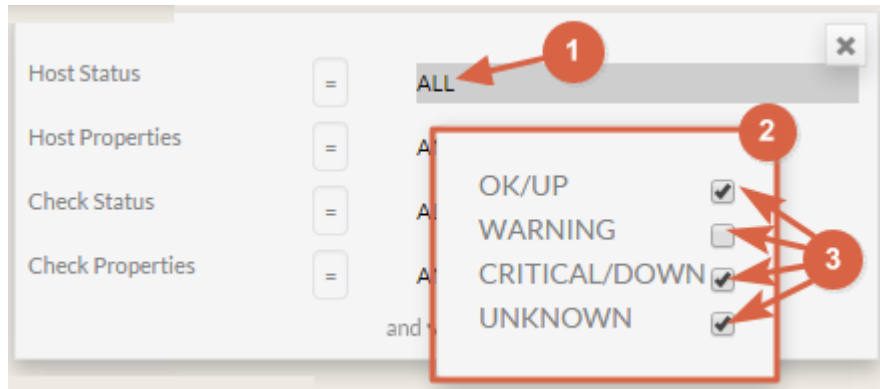 1
Host Status = ALL
Host Properties =
2
OK/UP
Check Status =
WARNING
3
CRITICAL/DOWN
Check Properties =
UNKNOWN
and